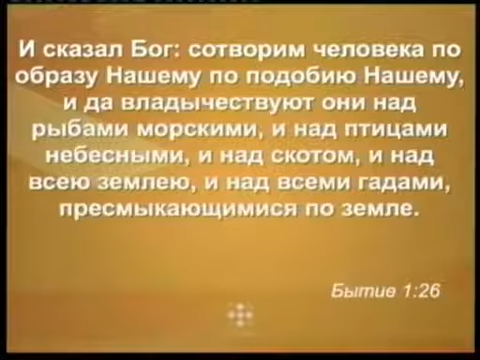 И сказал Бог: сотворим человека по
образу Нашему по подобию Нашему,
и да владычествуют они над
рыбами морскими, и над птицами
небесными, и над скотом, и над
всею землею, и над всеми гадами,
пресмыкающимися по земле.
Бытие 1:26